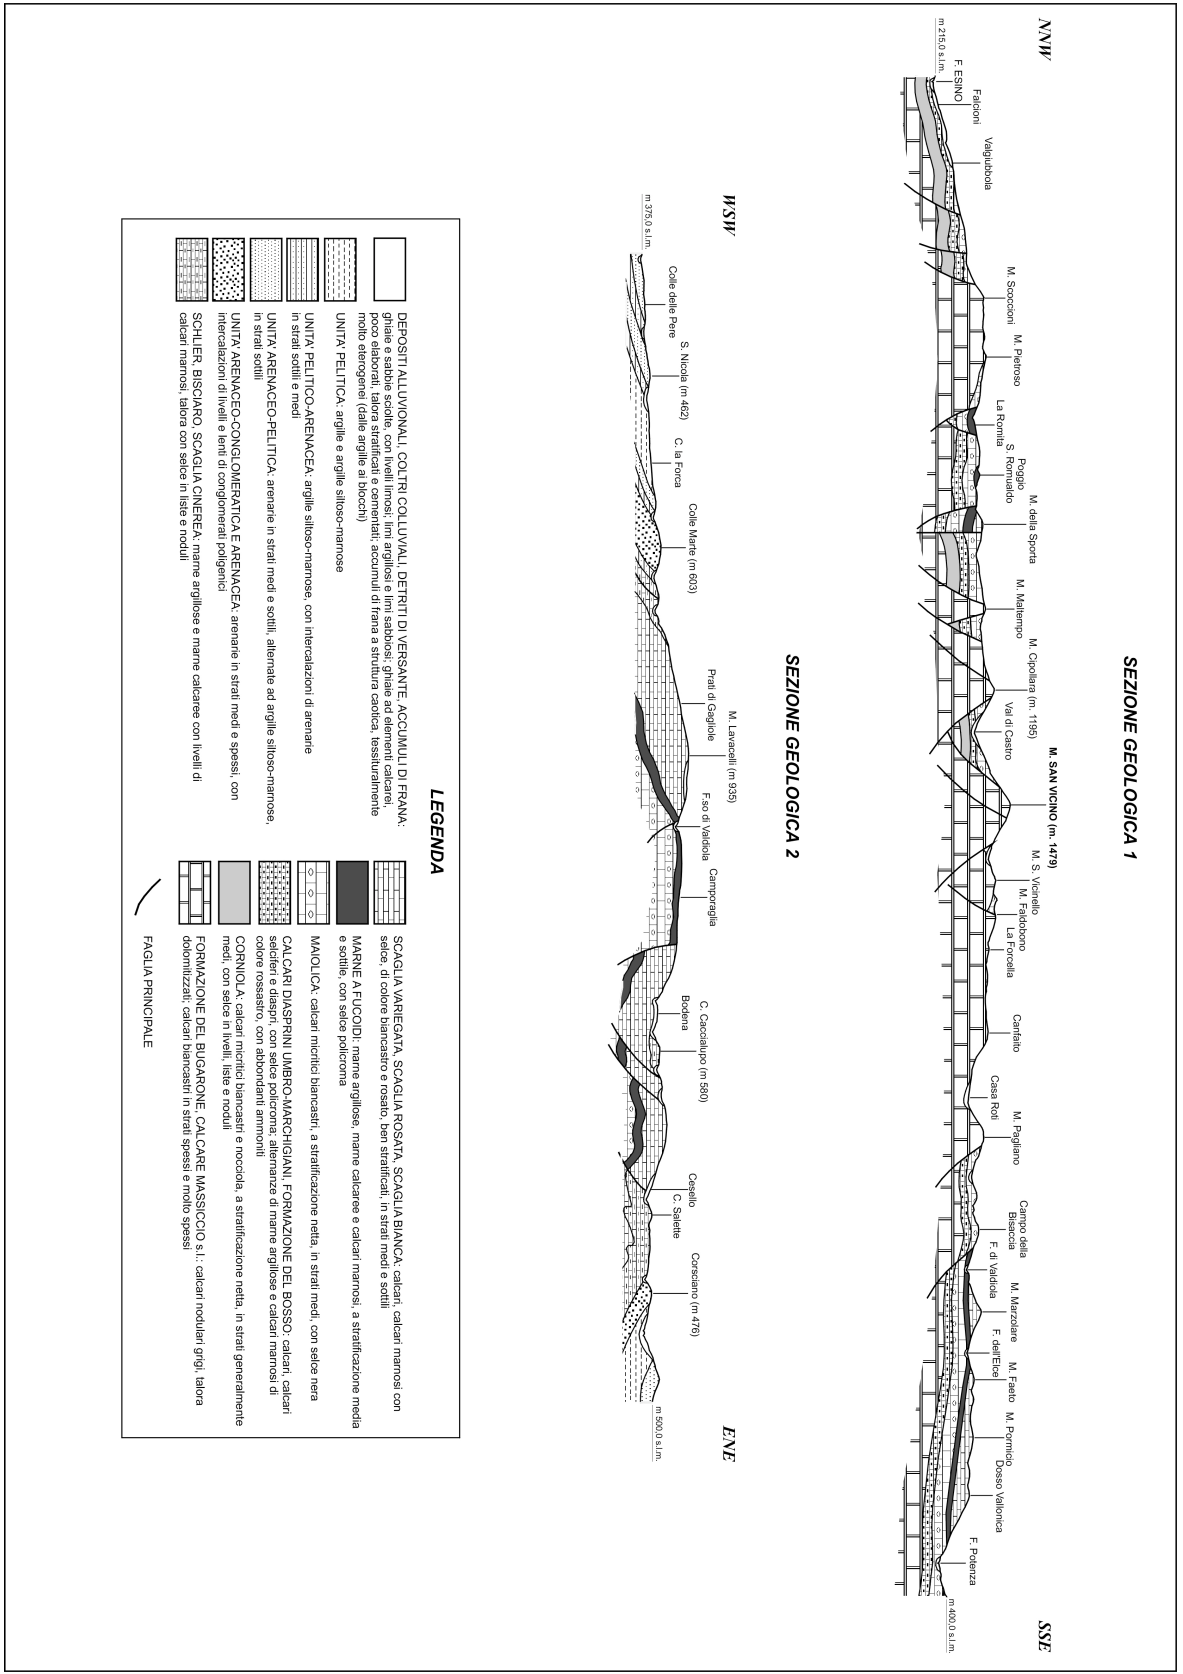 SEZIONE GEOLOGICA 1
NNW
SSE
m 215,0 s.l.m.
F. ESINO
Falcioni
Valgiubbola
M. Scoccioni
M. Pietroso
La Romita
Poggio
S. Romualdo
M. della Sporta
M. Maltempo
M. Cipollara (m. 1195)
Val di Castro
M. SAN VICINO (m. 1479)
M. S. Vicinello
M. Faldobono
La Forcella
Canfaito
Casa Roti
M. Pagliano
Campo della
Bisaccia
F. di Valdiola
M. Marzolare
F. dell'Elce
M. Faeto
M. Pormicio
Dosso Vallonica
F. Potenza
m 400,0 s.l.m.
SEZIONE GEOLOGICA 2
WSW
ENE
m 375,0 s.l.m.
Colle delle Pere
S. Nicola (m 462)
C. la Forca
Colle Marte (m 603)
Prati di Gagliole
M. Lavacelli (m 935)
F.so di Valdiola
Camporaglia
Bodena
C. Caccialupo (m 580)
Cesello
C. Salette
Corsciano (m 476)
m 500,0 s.l.m.
LEGENDA
DEPOSITI ALLUVIONALI, COLTRI COLLUVIALI, DETRITI DI VERSANTE, ACCUMULI DI FRANA:
ghiaie e sabbie sciolte, con livelli limosi; limi argillosi e limi sabbiosi; ghiaie ad elementi calcarei,
poco elaborati, talora stratificati e cementati; accumuli di frana a struttura caotica, tessituralmente
molto eterogenei (dalle argille ai blocchi)
UNITA' PELITICA: argille e argille siltoso-marnose
UNITA' PELITICO-ARENACEA: argille siltoso-marnose, con intercalazioni di arenarie
in strati sottili e medi
UNITA' ARENACEO-PELITICA: arenarie in strati medi e sottili, alternate ad argille siltoso-marnose,
in strati sottili
UNITA' ARENACEO-CONGLOMERATICA E ARENACEA: arenarie in strati medi e spessi, con
intercalazioni di livelli e lenti di conglomerati poligenici
SCHLIER, BISCIARO, SCAGLIA CINEREA: marne argillose e marne calcaree con livelli di
calcari marnosi, talora con selce in liste e noduli
SCAGLIA VARIEGATA, SCAGLIA ROSATA, SCAGLIA BIANCA: calcari, calcari marnosi con
selce, di colore biancastro e rosato, ben stratificati, in strati medi e sottili
MARNE A FUCOIDI: marne argillose, marne calcaree e calcari marnosi, a stratificazione media
e sottile, con selce policroma
MAIOLICA: calcari micritici biancastri, a stratificazione netta, in strati medi, con selce nera
CALCARI DIASPRINI UMBRO-MARCHIGIANI, FORMAZIONE DEL BOSSO: calcari, calcari
selciferi e diaspri, con selce policroma; alternanze di marne argillose e calcari marnosi di
colore rossastro, con abbondanti ammoniti
CORNIOLA: calcari micritici biancastri e nocciola, a stratificazione netta, in strati generalmente
medi, con selce in livelli, liste e noduli
FORMAZIONE DEL BUGARONE, CALCARE MASSICCIO s.l.: calcari nodulari grigi, talora
dolomitizzati; calcari biancastri in strati spessi e molto spessi
FAGLIA PRINCIPALE